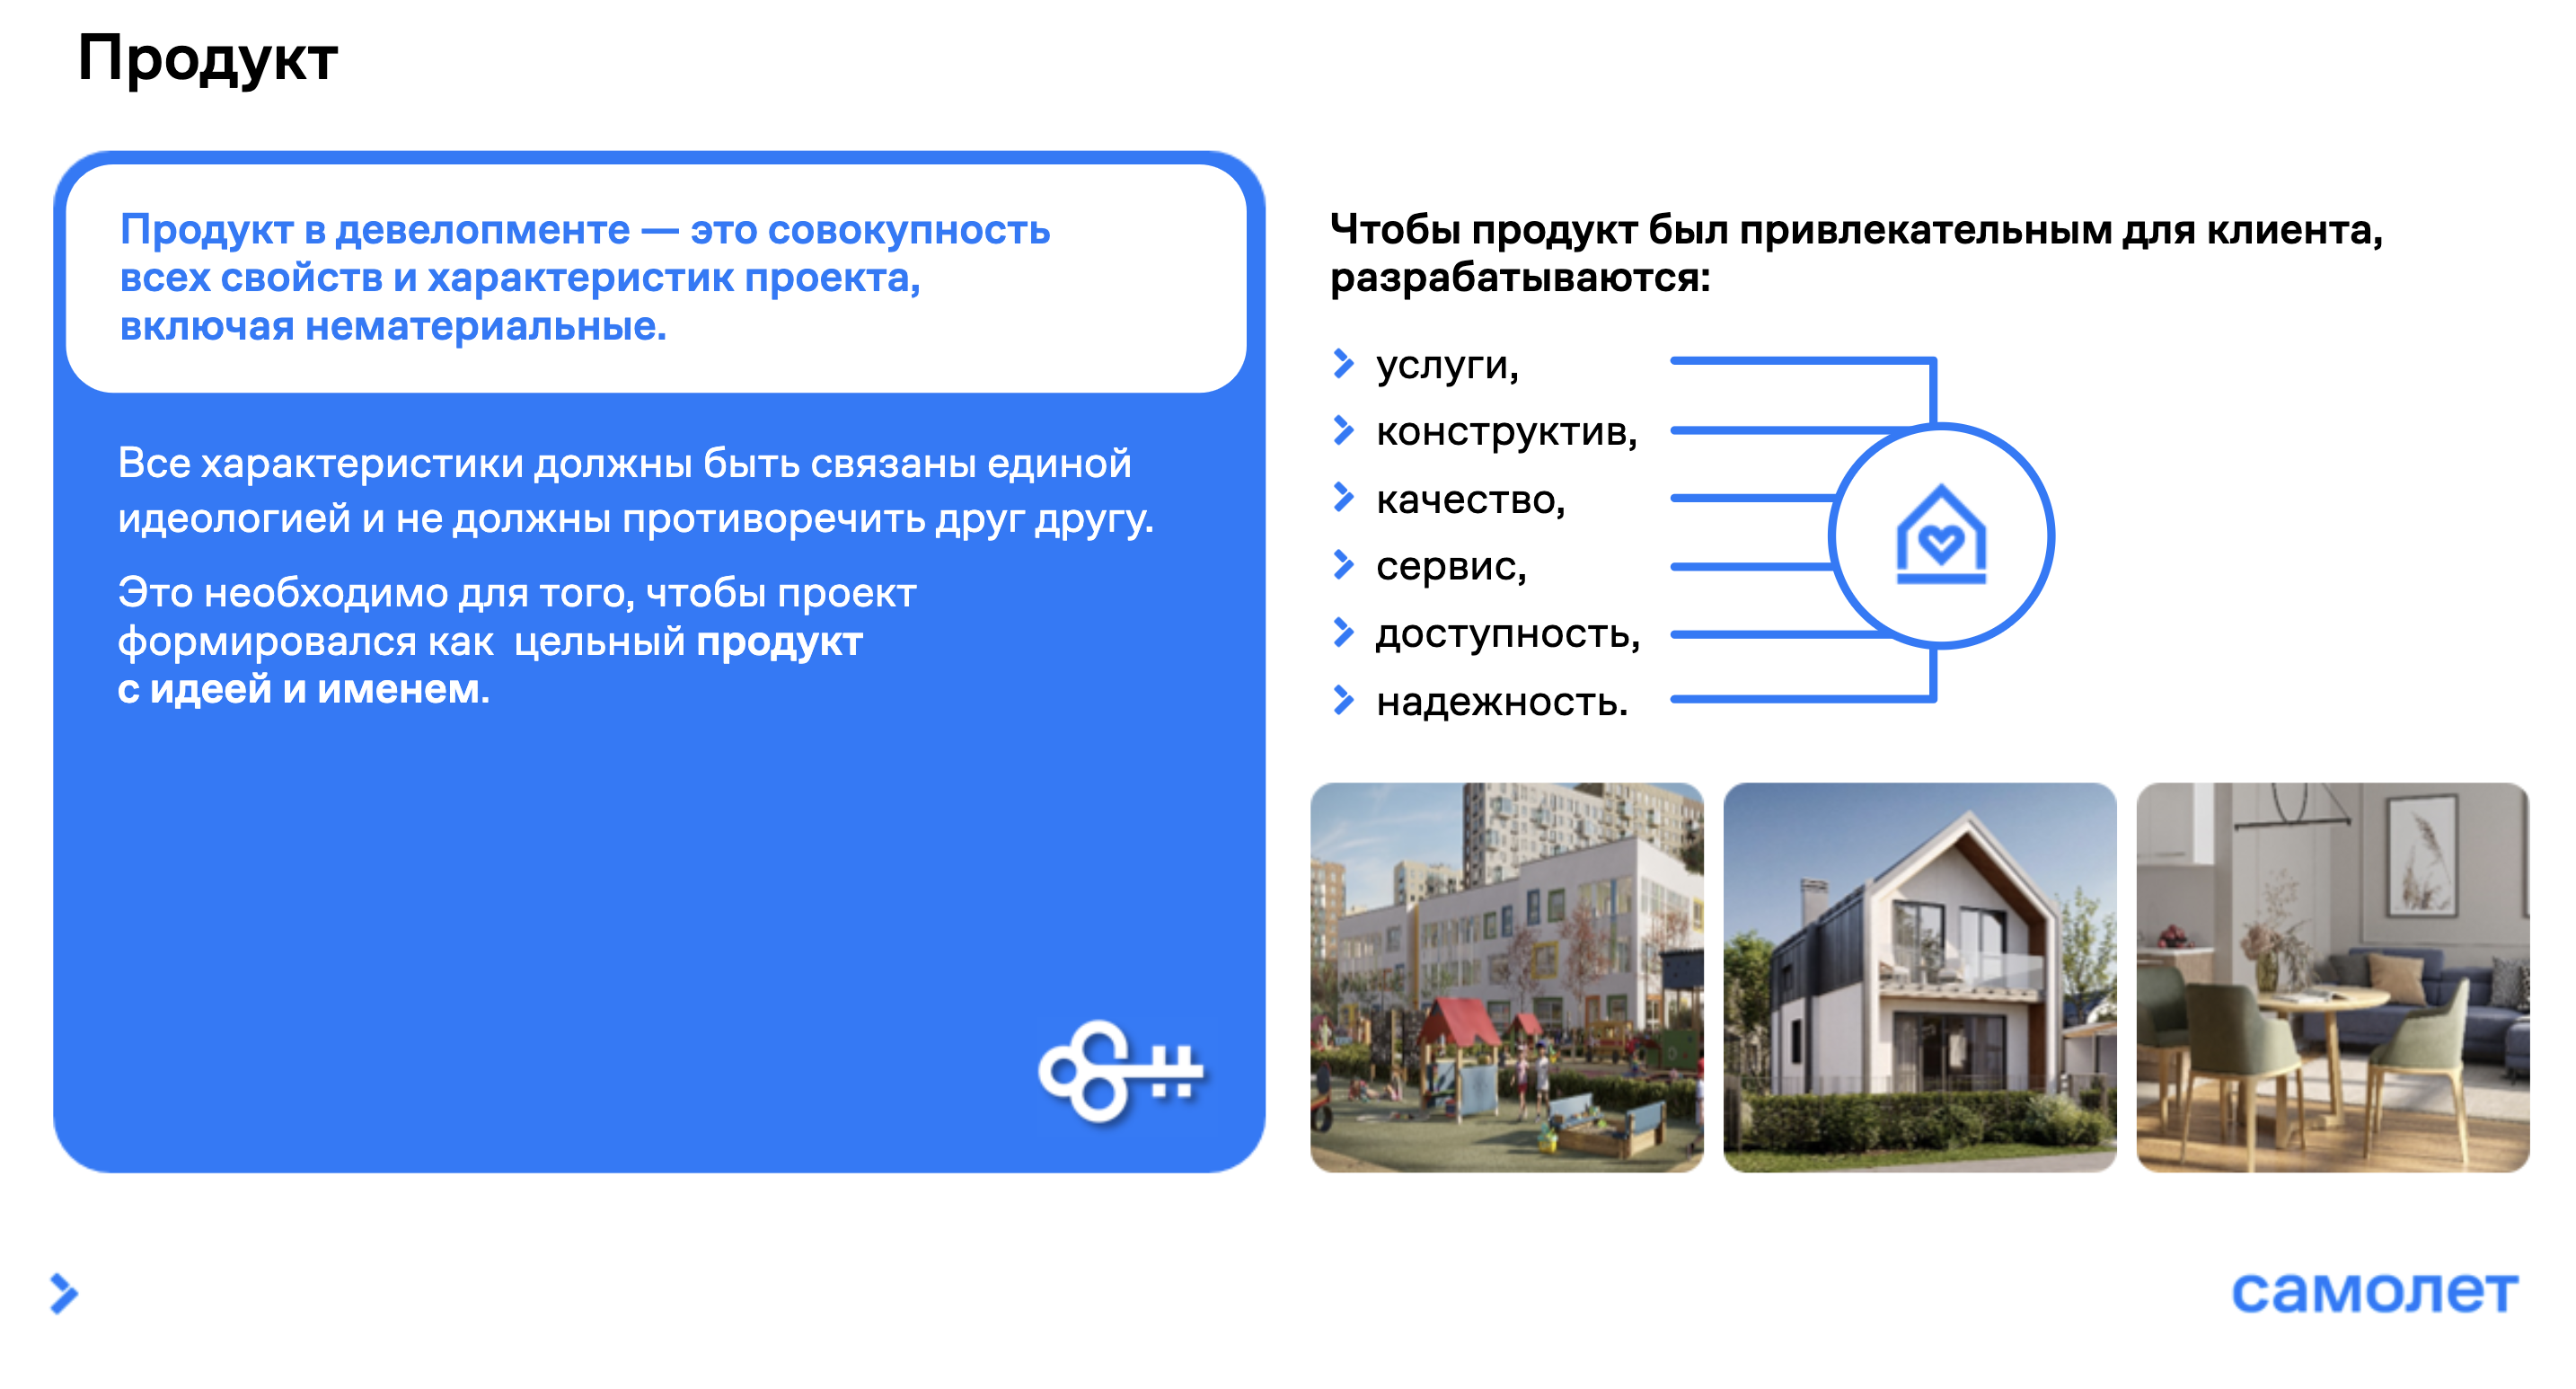 Продукт
Продукт в девелопменте — это совокупность
всех свойств и характеристик проекта,
включая нематериальные.
Все характеристики должны быть связаны единой
идеологией и не должны противоречить друг другу.
Это необходимо для того, чтобы проект
формировался как  цельный продукт
с идеей и именем.
Чтобы продукт был привлекательным для клиента,
разрабатываются:
услуги,
конструктив,
качество,
сервис,
доступность,
надежность.
самолет